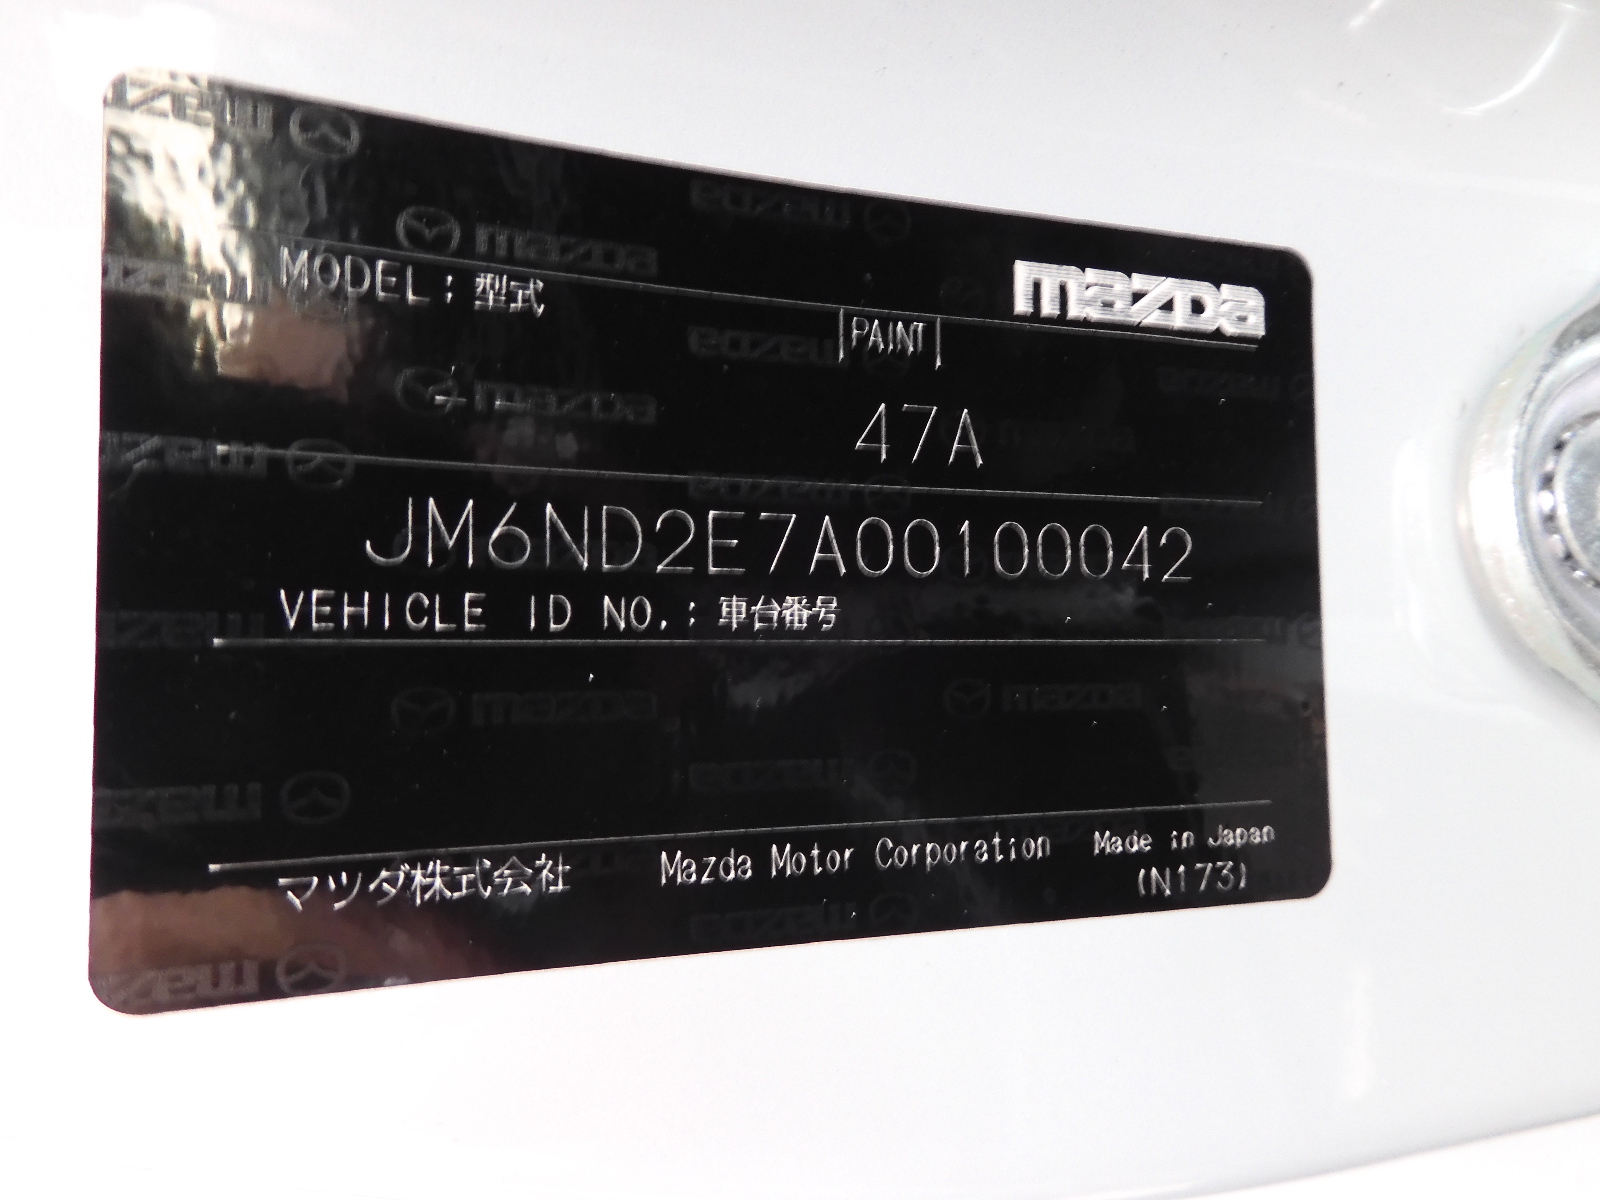 mazda
MODEL: 型式
PAINT
47A
JM6ND2E7A00100042
VEHICLE ID NO.: 車台番号
マツダ株式会社 Mazda Motor Corporation Made in Japan
(N173)